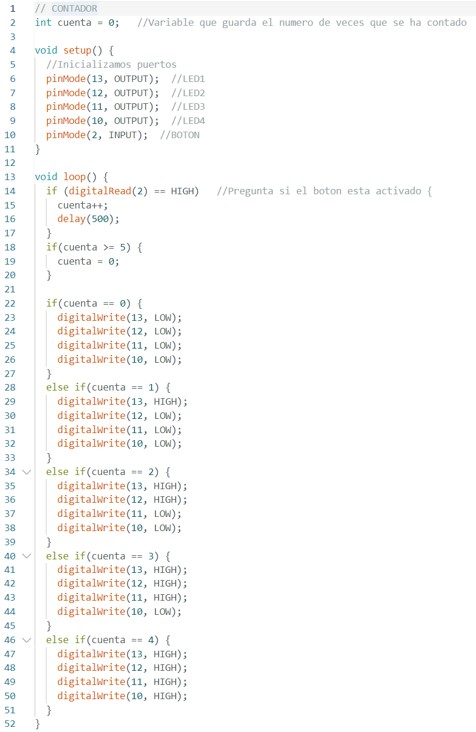 1 // CONTADOR
2 int cuenta = 0;   //Variable que guarda el numero de veces que se ha contado
3
4 void setup() {
5   //Inicializamos puertos
6   pinMode(13, OUTPUT);  //LED1
7   pinMode(12, OUTPUT);  //LED2
8   pinMode(11, OUTPUT);  //LED3
9   pinMode(10, OUTPUT);  //LED4
10   pinMode(2, INPUT);  //BOTON
11 }
12
13 void loop() {
14   if (digitalRead(2) == HIGH)   //Pregunta si el boton esta activado {
15     cuenta++;
16     delay(500);
17   }
18   if(cuenta >= 5) {
19     cuenta = 0;
20   }
21
22   if(cuenta == 0) {
23     digitalWrite(13, LOW);
24     digitalWrite(12, LOW);
25     digitalWrite(11, LOW);
26     digitalWrite(10, LOW);
27   }
28   else if(cuenta == 1) {
29     digitalWrite(13, HIGH);
30     digitalWrite(12, LOW);
31     digitalWrite(11, LOW);
32     digitalWrite(10, LOW);
33   }
34   else if(cuenta == 2) {
35     digitalWrite(13, HIGH);
36     digitalWrite(12, HIGH);
37     digitalWrite(11, LOW);
38     digitalWrite(10, LOW);
39   }
40   else if(cuenta == 3) {
41     digitalWrite(13, HIGH);
42     digitalWrite(12, HIGH);
43     digitalWrite(11, HIGH);
44     digitalWrite(10, LOW);
45   }
46   else if(cuenta == 4) {
47     digitalWrite(13, HIGH);
48     digitalWrite(12, HIGH);
49     digitalWrite(11, HIGH);
50     digitalWrite(10, HIGH);
51   }
52 }